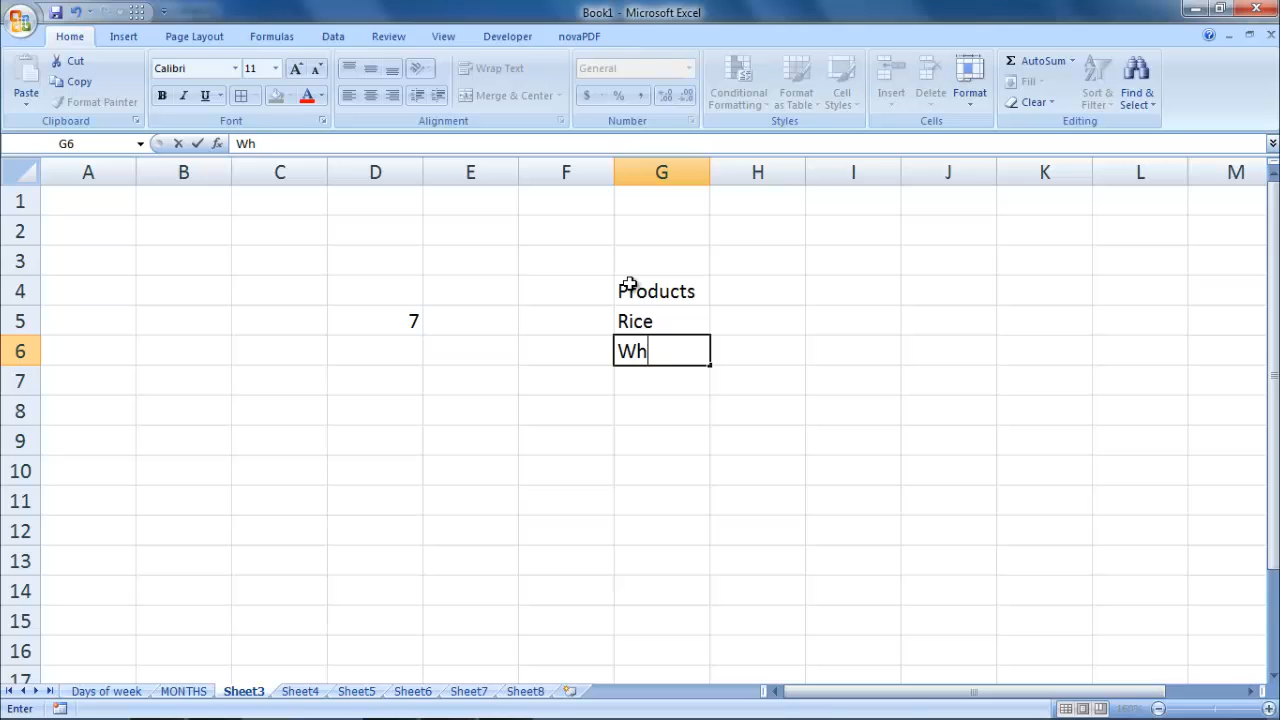 Book1 - Microsoft Excel
Home Insert Page Layout Formulas Data Review View Developer novaPDF
Cut Calibri 11 Wrap Text General AutoSum
Copy Fill
Paste Format Painter Merge & Center $ % , Conditional Formatting Format as Table Cell Styles Insert Delete Format Clear Sort & Filter Find & Select
B I U A
Clipboard Font Alignment Number Styles Cells Editing
G6 fx Wh
A B C D E F G H I J K L M
1
2
3
4 Products
5 7 Rice
6 Wh
7
8
9
10
11
12
13
14
15
16
17
Days of week MONTHS Sheet3 Sheet4 Sheet5 Sheet6 Sheet7 Sheet8
Enter 160%